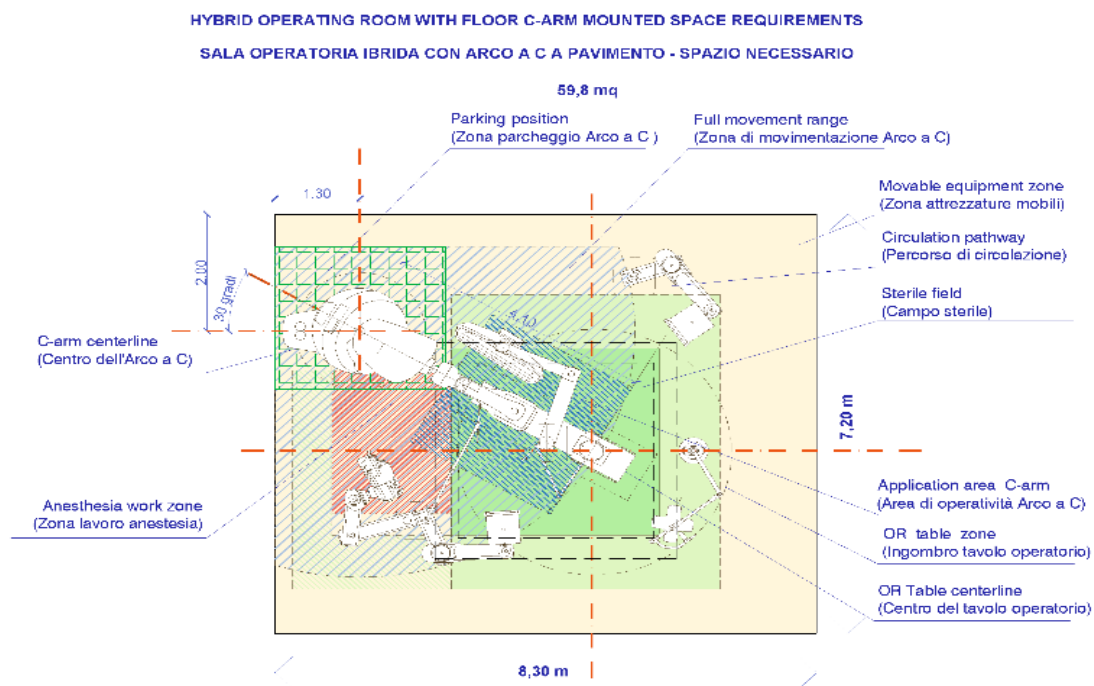 HYBRID OPERATING ROOM WITH FLOOR C-ARM MOUNTED SPACE REQUIREMENTS
SALA OPERATORIA IBRIDA CON ARCO A C A PAVIMENTO - SPAZIO NECESSARIO
59,8 mq
Parking position
(Zona parcheggio Arco a C )
Full movement range
(Zona di movimentazione Arco a C)
Movable equipment zone
(Zona attrezzature mobili)
Circulation pathway
(Percorso di circolazione)
Sterile field
(Campo sterile)
1.30
2.00
30 gradi
4.10
C-arm centerline
(Centro dell'Arco a C)
7,20 m
Anesthesia work zone
(Zona lavoro anestesia)
Application area C-arm
(Area di operatività Arco a C)
OR table zone
(Ingombro tavolo operatorio)
OR Table centerline
(Centro del tavolo operatorio)
8,30 m